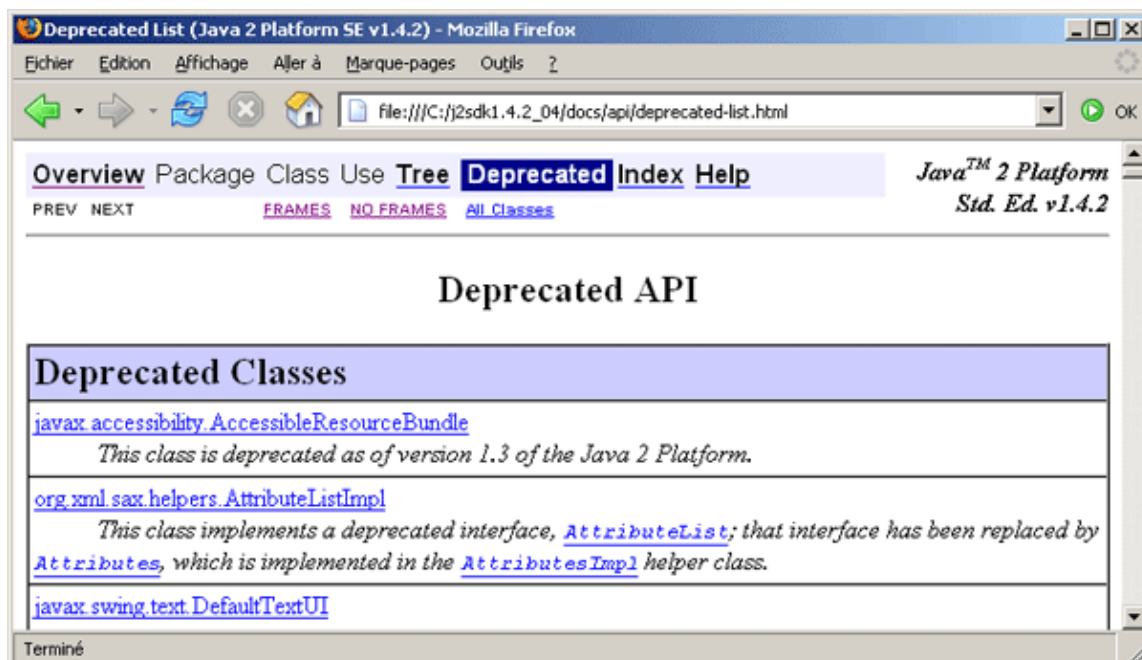 Deprecated List (Java 2 Platform SE v1.4.2) - Mozilla Firefox
Fichier Edition Affichage Aller à Marque-pages Outils ?
file:///C:/j2sdk1.4.2_04/docs/api/deprecated-list.html OK
Overview Package Class Use Tree Deprecated Index Help
Java™ 2 Platform
Std. Ed. v1.4.2
PREV NEXT FRAMES NO FRAMES All Classes
Deprecated API
Deprecated Classes
javax.accessibility.AccessibleResourceBundle
This class is deprecated as of version 1.3 of the Java 2 Platform.
org.xml.sax.helpers.AttributeListImpl
This class implements a deprecated interface, AttributeList; that interface has been replaced by
Attributes, which is implemented in the AttributesImpl helper class.
javax.swing.text.DefaultTextUI
Terminé